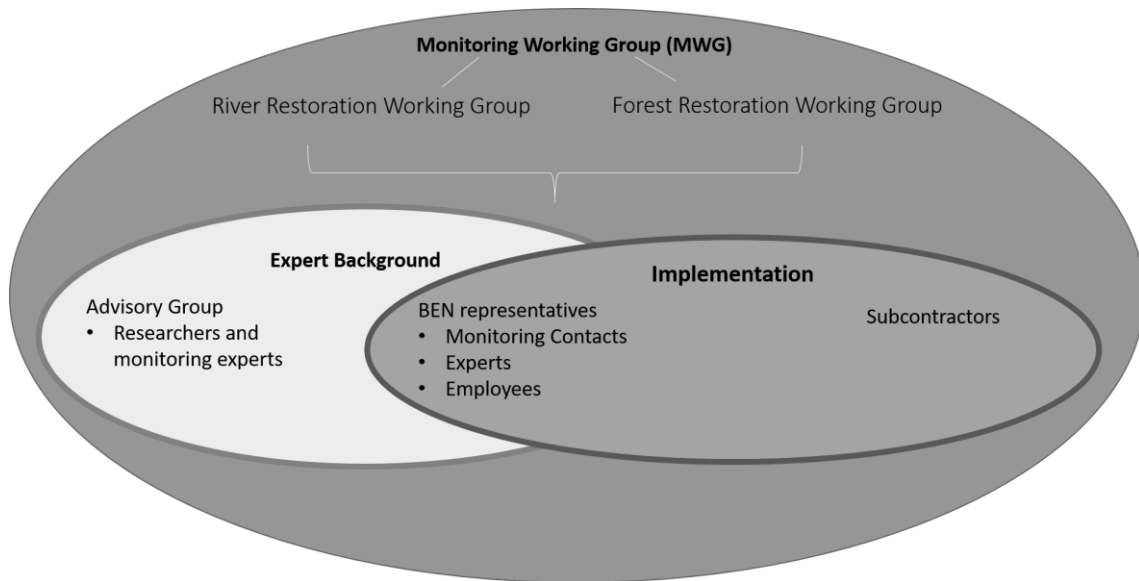 Monitoring Working Group (MWG)
River Restoration Working Group
Forest Restoration Working Group
Expert Background
Advisory Group
• Researchers and
monitoring experts
Implementation
BEN representatives
• Monitoring Contacts
• Experts
• Employees
Subcontractors